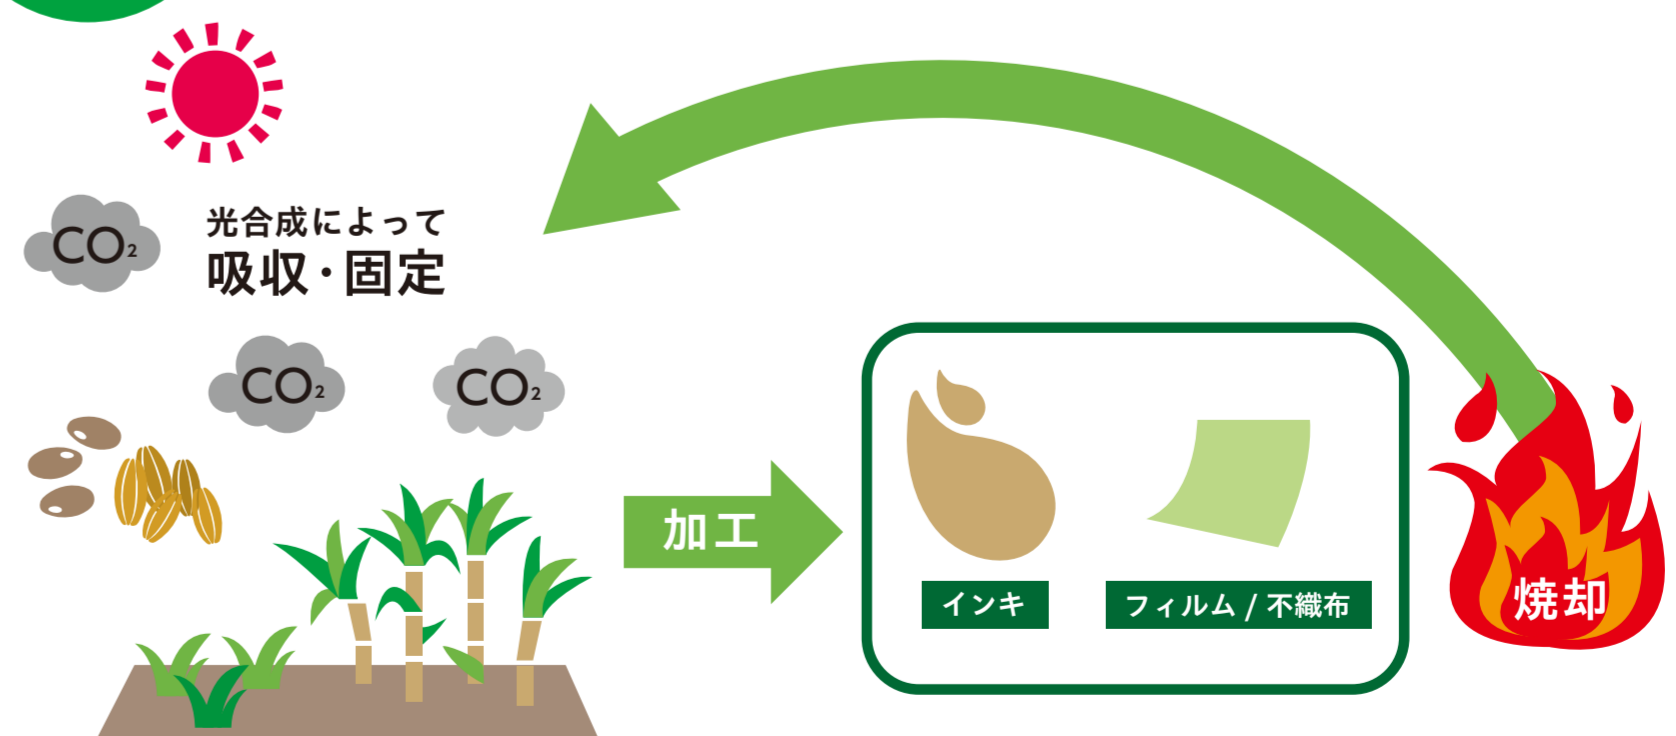 CO₂
光合成によって
吸収・固定
CO₂
CO₂
加工
インキ
フィルム / 不織布
焼却